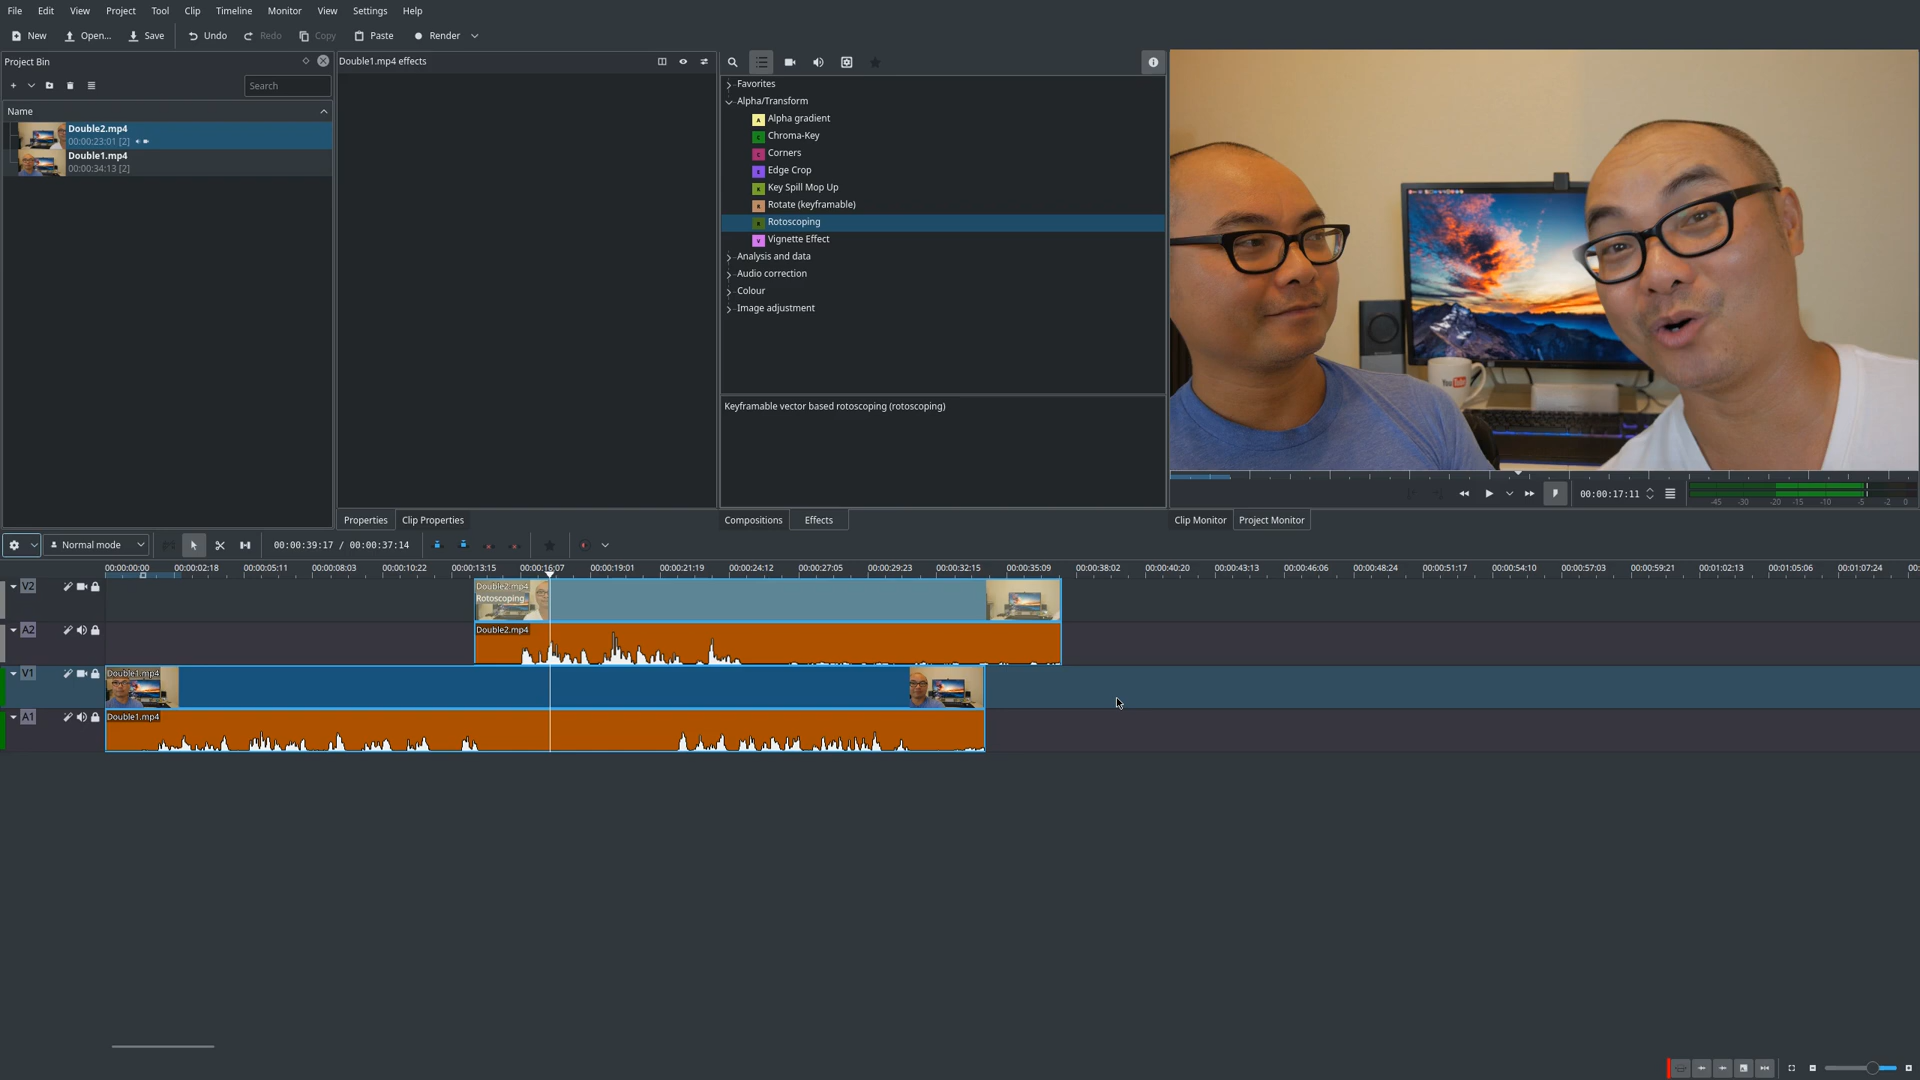 File Edit View Project Tool Clip Timeline Monitor View Settings Help
New Open... Save Undo Redo Copy Paste Render
Project Bin
Search
Name
Double2.mp4
00:00:23:01 [2]
Double1.mp4
00:00:34:13 [2]
Double1.mp4 effects
Properties Clip Properties
Favorites
Alpha/Transform
Alpha gradient
Chroma-Key
Corners
Edge Crop
Key Spill Mop Up
Rotate (keyframable)
Rotoscoping
Vignette Effect
Analysis and data
Audio correction
Colour
Image adjustment
Keyframable vector based rotoscoping (rotoscoping)
Compositions Effects
You Tube
00:00:17:11
-45 -30 -20 -15 -10 -5 -2 0
Clip Monitor Project Monitor
Normal mode 00:00:39:17 / 00:00:37:14
00:00:00:00 00:00:02:18 00:00:05:11 00:00:08:03 00:00:10:22 00:00:13:15 00:00:16:07 00:00:19:01 00:00:21:19 00:00:24:12 00:00:27:05 00:00:29:23 00:00:32:15 00:00:35:09 00:00:38:02 00:00:40:20 00:00:43:13 00:00:46:06 00:00:48:24 00:00:51:17 00:00:54:10 00:00:57:03 00:00:59:21 00:01:02:13 00:01:05:06 00:01:07:24 00:
V2
Double2.mp4
Rotoscoping
A2
Double2.mp4
V1
Double1.mp4
A1
Double1.mp4